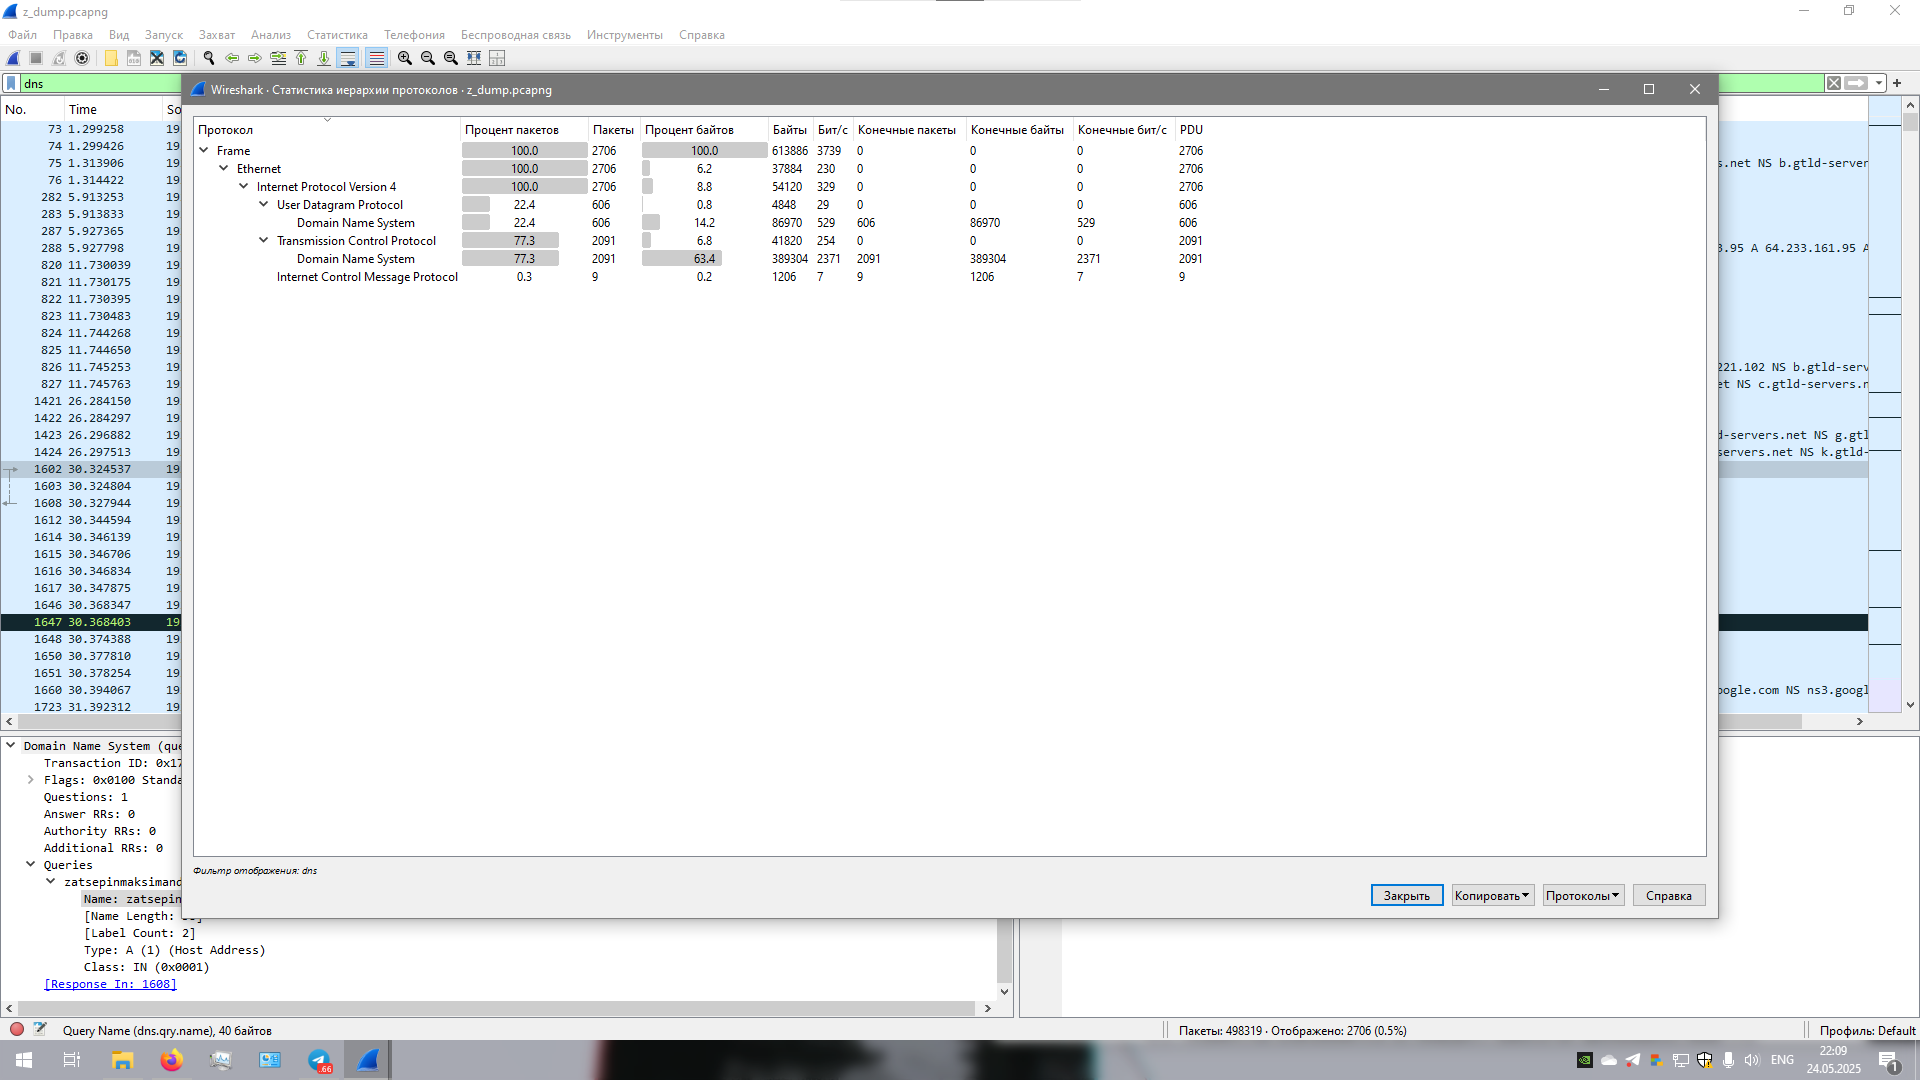 z_dump.pcapng
Файл Правка Вид Запуск Захват Анализ Статистика Телефония Беспроводная связь Инструменты Справка
dns
Wireshark · Статистика иерархии протоколов · z_dump.pcapng
Протокол Процент пакетов Пакеты Процент байтов Байты Бит/с Конечные пакеты Конечные байты Конечные бит/с PDU
Frame 100.0 2706 100.0 613886 3739 0 0 0 2706
Ethernet 100.0 2706 6.2 37884 230 0 0 0 2706
Internet Protocol Version 4 100.0 2706 8.8 54120 329 0 0 0 2706
User Datagram Protocol 22.4 606 0.8 4848 29 0 0 0 606
Domain Name System 22.4 606 14.2 86970 529 606 86970 529 606
Transmission Control Protocol 77.3 2091 6.8 41820 254 0 0 0 2091
Domain Name System 77.3 2091 63.4 389304 2371 2091 389304 2371 2091
Internet Control Message Protocol 0.3 9 0.2 1206 7 9 1206 7 9
Фильтр отображения: dns
Закрыть Копировать Протоколы Справка
No. Time So
73 1.299258 19
74 1.299426 19
75 1.313906 19 s.net NS b.gtld-server
76 1.314422 19
282 5.913253 19
283 5.913833 19
287 5.927365 19
288 5.927798 19 3.95 A 64.233.161.95 A
820 11.730039 19
821 11.730175 19
822 11.730395 19
823 11.730483 19
824 11.744268 19
825 11.744650 19
826 11.745253 19 221.102 NS b.gtld-serv
827 11.745763 19 et NS c.gtld-servers.n
1421 26.284150 19
1422 26.284297 19
1423 26.296882 19 d-servers.net NS g.gtl
1424 26.297513 19 servers.net NS k.gtld-
1602 30.324537 19
1603 30.324804 19
1608 30.327944 19
1612 30.344594 19
1614 30.346139 19
1615 30.346706 19
1616 30.346834 19
1617 30.347875 19
1646 30.368347 19
1647 30.368403 19
1648 30.374388 19
1650 30.377810 19
1651 30.378254 19
1660 30.394067 19 oogle.com NS ns3.googl
1723 31.392312 19
Domain Name System (que
Transaction ID: 0x17
Flags: 0x0100 Standa
Questions: 1
Answer RRs: 0
Authority RRs: 0
Additional RRs: 0
Queries
zatsepinmaksimand
Name: zatsepin
[Name Length:
[Label Count: 2]
Type: A (1) (Host Address)
Class: IN (0x0001)
[Response In: 1608]
Query Name (dns.qry.name), 40 байтов
Пакеты: 498319 · Отображено: 2706 (0.5%)
Профиль: Default
66
ENG
22:09
24.05.2025
1